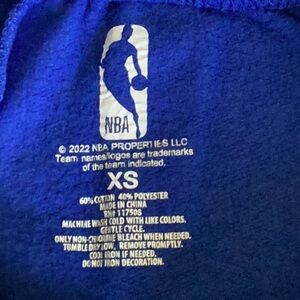 NBA
© 2022 NBA PROPERTIES LLC
Team names/logos are trademarks
of the team indicated.
XS
60% COTTON 40% POLYESTER
MADE IN CHINA
RN# 117506
MACHINE WASH COLD WITH LIKE COLORS.
GENTLE CYCLE.
ONLY NON-CHLORINE BLEACH WHEN NEEDED.
TUMBLE DRY LOW. REMOVE PROMPTLY.
COOL IRON IF NEEDED.
DO NOT IRON DECORATION.